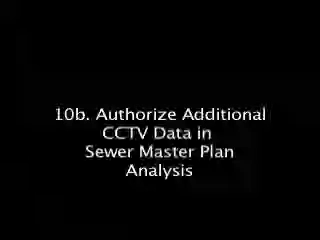 10b. Authorize Additional
CCTV Data in
Sewer Master Plan
Analysis